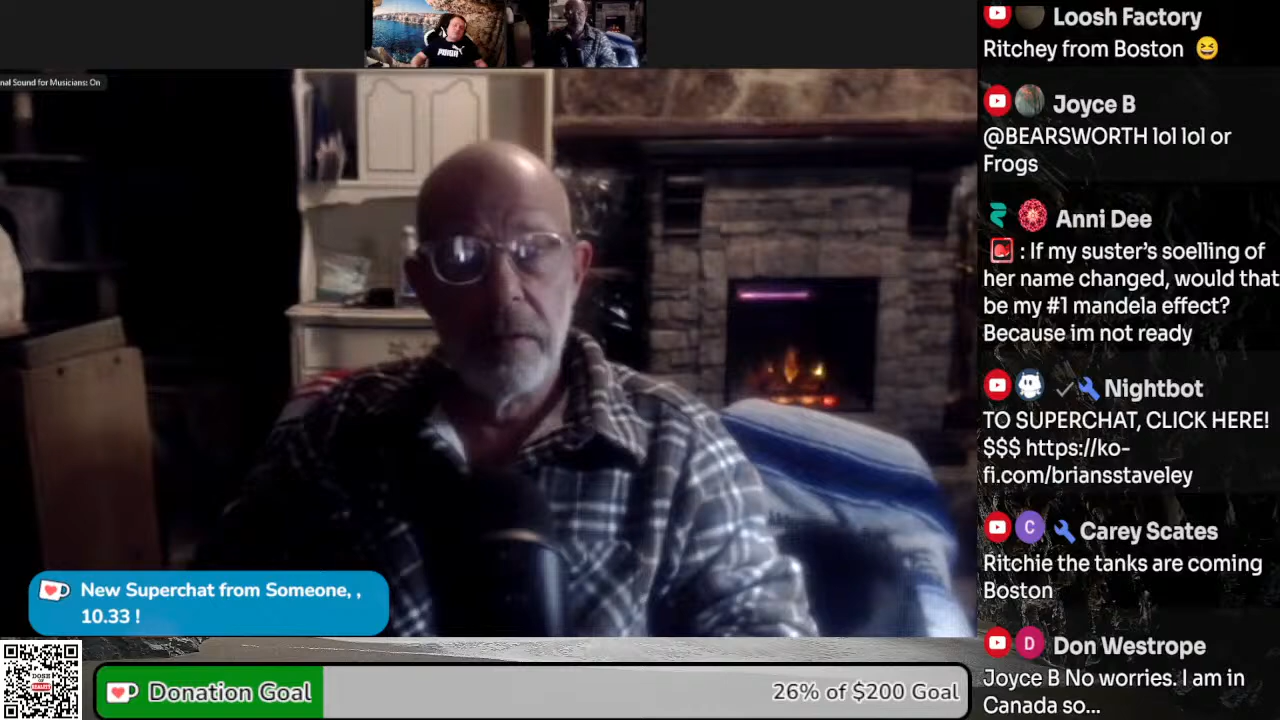 PUMA
nal Sound for Musicians: On
New Superchat from Someone, ,
10.33 !
DOSE
Donation Goal
26% of $200 Goal
Loosh Factory
Ritchey from Boston 😆
Joyce B
@BEARSWORTH lol lol or
Frogs
Anni Dee
: If my suster's soelling of
her name changed, would that
be my #1 mandela effect?
Because im not ready
Nightbot
TO SUPERCHAT, CLICK HERE!
$$$ https://ko-
fi.com/briansstaveley
C Carey Scates
Ritchie the tanks are coming
Boston
D Don Westrope
Joyce B No worries. I am in
Canada so...